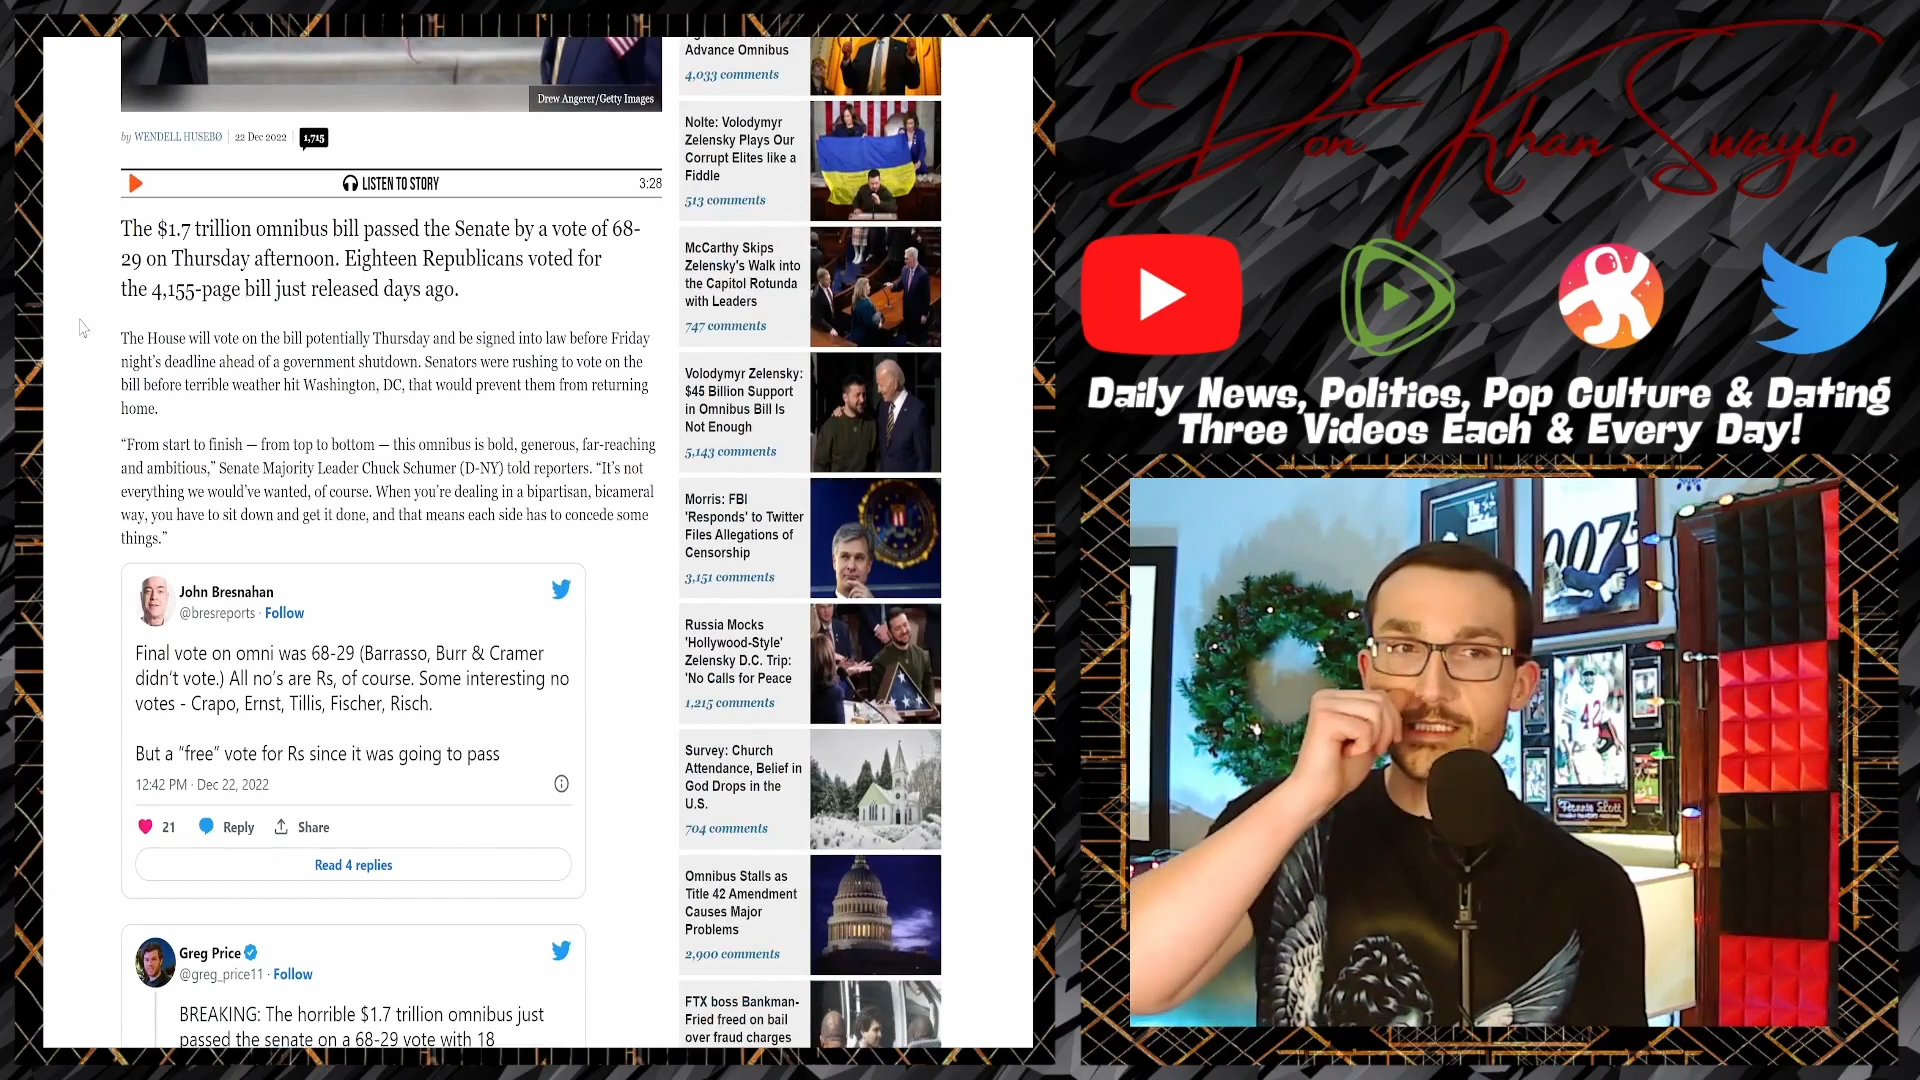 Drew Angerer/Getty Images
by WENDELL HUSEBØ 22 Dec 2022 1,715
LISTEN TO STORY 3:28
The $1.7 trillion omnibus bill passed the Senate by a vote of 68-
29 on Thursday afternoon. Eighteen Republicans voted for
the 4,155-page bill just released days ago.
The House will vote on the bill potentially Thursday and be signed into law before Friday
night's deadline ahead of a government shutdown. Senators were rushing to vote on the
bill before terrible weather hit Washington, DC, that would prevent them from returning
home.
“From start to finish — from top to bottom — this omnibus is bold, generous, far-reaching
and ambitious,” Senate Majority Leader Chuck Schumer (D-NY) told reporters. “It's not
everything we would've wanted, of course. When you're dealing in a bipartisan, bicameral
way, you have to sit down and get it done, and that means each side has to concede some
things.”
John Bresnahan
@bresreports · Follow
Final vote on omni was 68-29 (Barrasso, Burr & Cramer
didn't vote.) All no's are Rs, of course. Some interesting no
votes - Crapo, Ernst, Tillis, Fischer, Risch.
But a “free” vote for Rs since it was going to pass
12:42 PM · Dec 22, 2022
21 Reply Share
Read 4 replies
Greg Price
@greg_price11 · Follow
BREAKING: The horrible $1.7 trillion omnibus just
passed the senate on a 68-29 vote with 18
Advance Omnibus
4,033 comments
Nolte: Volodymyr
Zelensky Plays Our
Corrupt Elites like a
Fiddle
513 comments
McCarthy Skips
Zelensky's Walk into
the Capitol Rotunda
with Leaders
747 comments
Volodymyr Zelensky:
$45 Billion Support
in Omnibus Bill Is
Not Enough
5,143 comments
Morris: FBI
'Responds' to Twitter
Files Allegations of
Censorship
3,151 comments
Russia Mocks
'Hollywood-Style'
Zelensky D.C. Trip:
'No Calls for Peace
1,215 comments
Survey: Church
Attendance, Belief in
God Drops in the
U.S.
704 comments
Omnibus Stalls as
Title 42 Amendment
Causes Major
Problems
2,900 comments
FTX boss Bankman-
Fried freed on bail
over fraud charges
Don Khan Swaylo
Daily News, Politics, Pop Culture & Dating
Three Videos Each & Every Day!
007
42